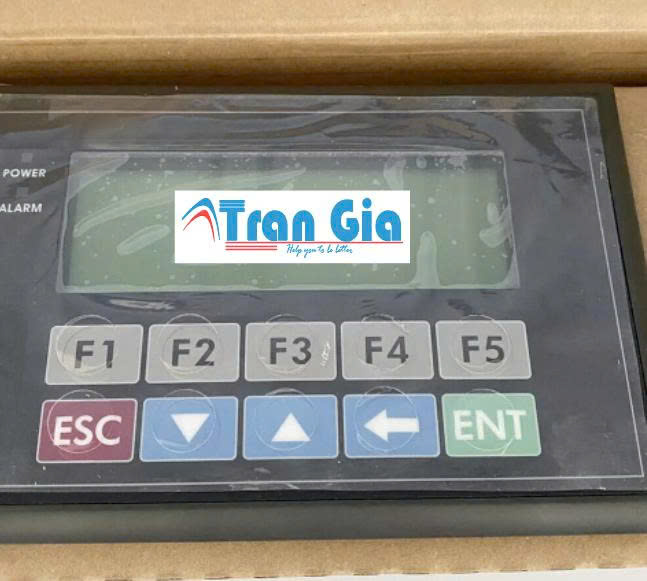 POWER
ALARM
Tran Gia
Help you to be better
F1 F2 F3 F4 F5
ESC ENT